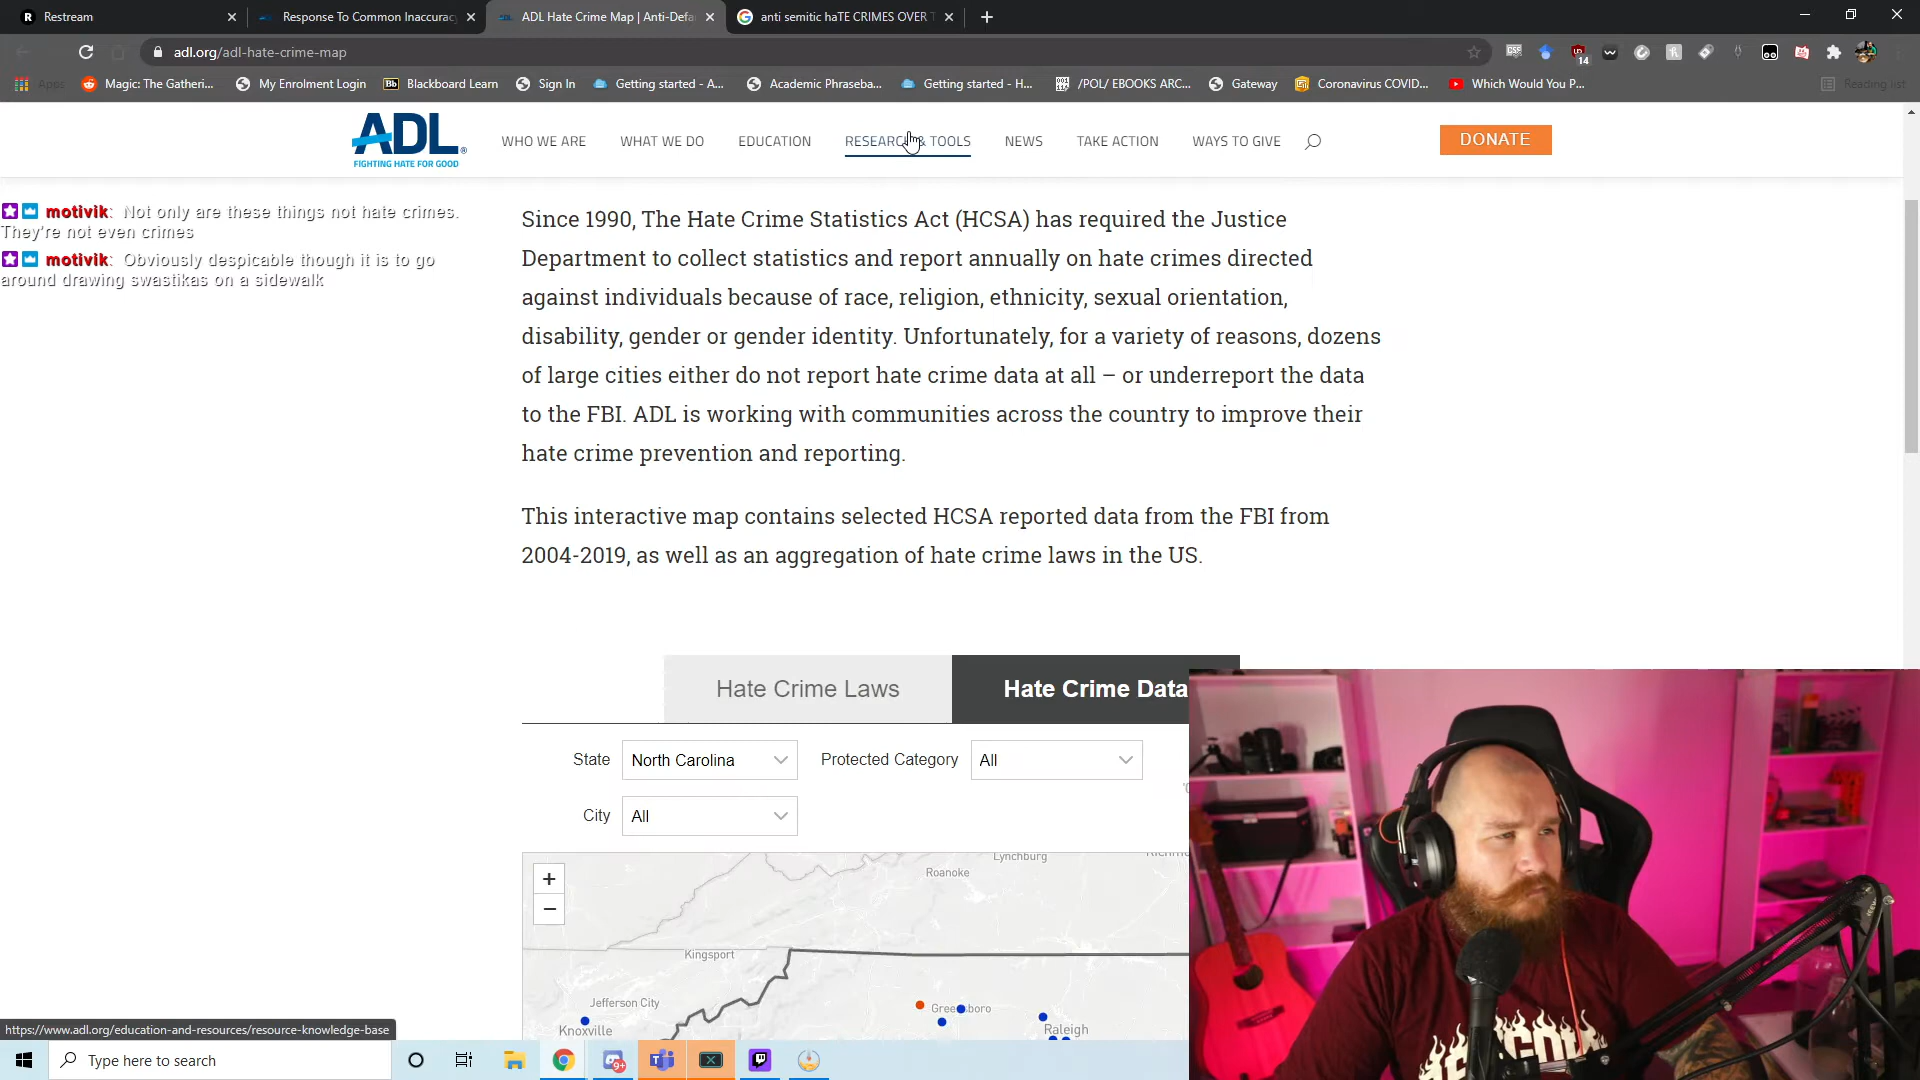 Restream
Response To Common Inaccurac
ADL Hate Crime Map | Anti-Defa
anti semitic haTE CRIMES OVER T
adl.org/adl-hate-crime-map
14
Apps
Magic: The Gatheri...
My Enrolment Login
Bb
Blackboard Learn
Sign In
Getting started - A...
Academic Phraseba...
Getting started - H...
/POL/ EBOOKS ARC...
Gateway
Coronavirus COVID...
Which Would You P...
Reading list
ADL
FIGHTING HATE FOR GOOD
WHO WE ARE
WHAT WE DO
EDUCATION
RESEARCH & TOOLS
NEWS
TAKE ACTION
WAYS TO GIVE
DONATE
motivik: Not only are these things not hate crimes.
They're not even crimes
motivik: Obviously despicable though it is to go
around drawing swastikas on a sidewalk
Since 1990, The Hate Crime Statistics Act (HCSA) has required the Justice
Department to collect statistics and report annually on hate crimes directed
against individuals because of race, religion, ethnicity, sexual orientation,
disability, gender or gender identity. Unfortunately, for a variety of reasons, dozens
of large cities either do not report hate crime data at all – or underreport the data
to the FBI. ADL is working with communities across the country to improve their
hate crime prevention and reporting.
This interactive map contains selected HCSA reported data from the FBI from
2004-2019, as well as an aggregation of hate crime laws in the US.
Hate Crime Laws
Hate Crime Data
State
North Carolina
Protected Category
All
City
All
Lynchburg
Roanoke
Kingsport
Jefferson City
Greensboro
Knoxville
Raleigh
https://www.adl.org/education-and-resources/resource-knowledge-base
Type here to search
9+